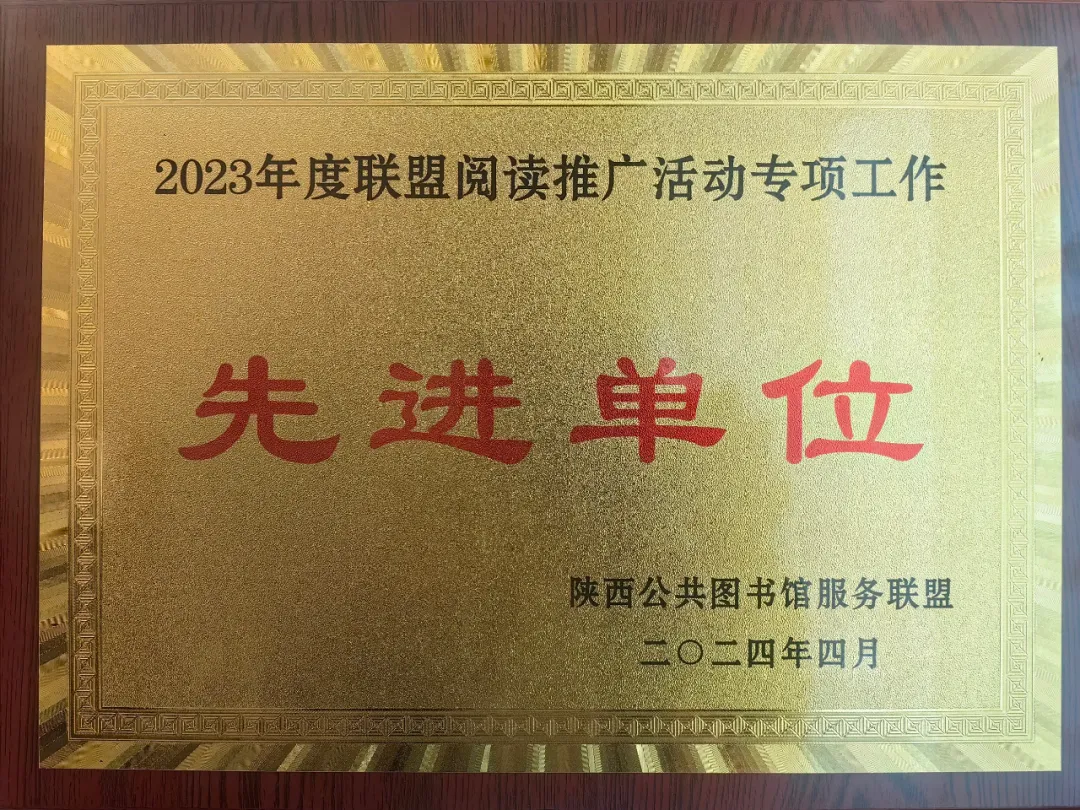 2023年度联盟阅读推广活动专项工作
先进单位
陕西公共图书馆服务联盟
二〇二四年四月